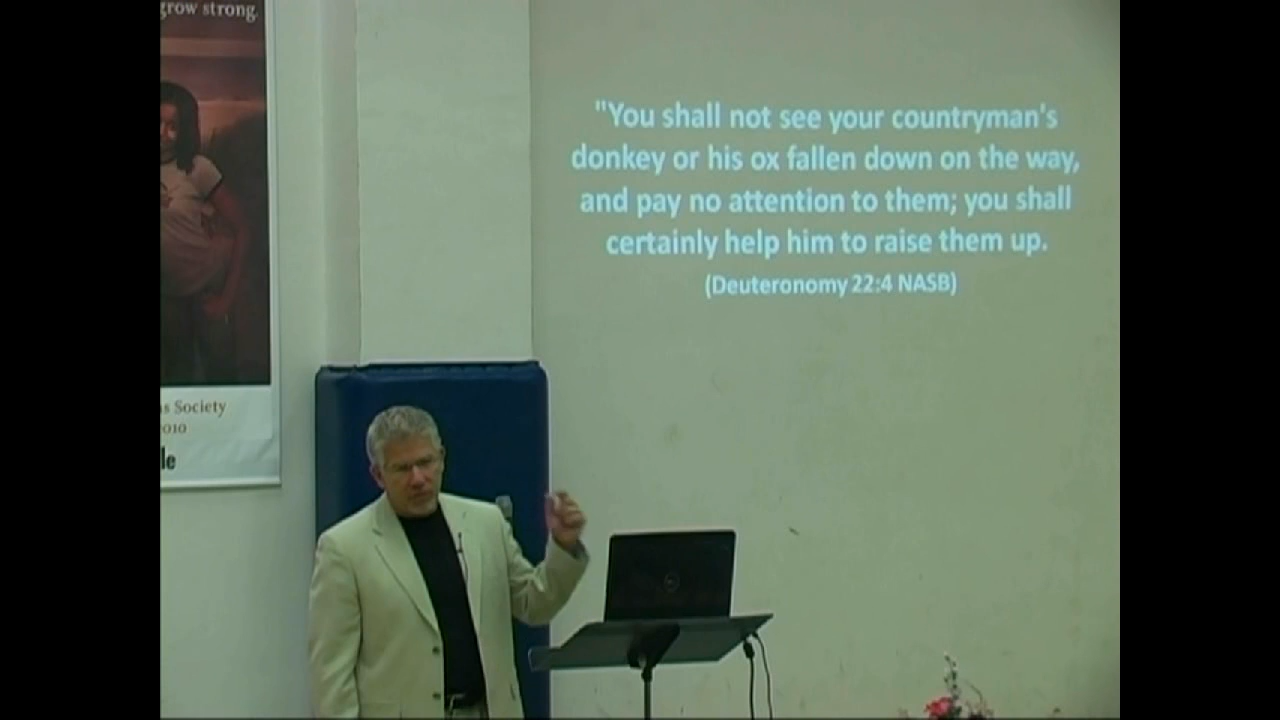 grow strong.
"You shall not see your countryman's
donkey or his ox fallen down on the way,
and pay no attention to them; you shall
certainly help him to raise them up.
(Deuteronomy 22:4 NASB)
Society